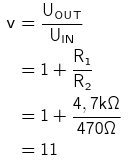 v = U_OUT / U_IN
= 1 + R_1 / R_2
= 1 + 4,7kΩ / 470Ω
= 11